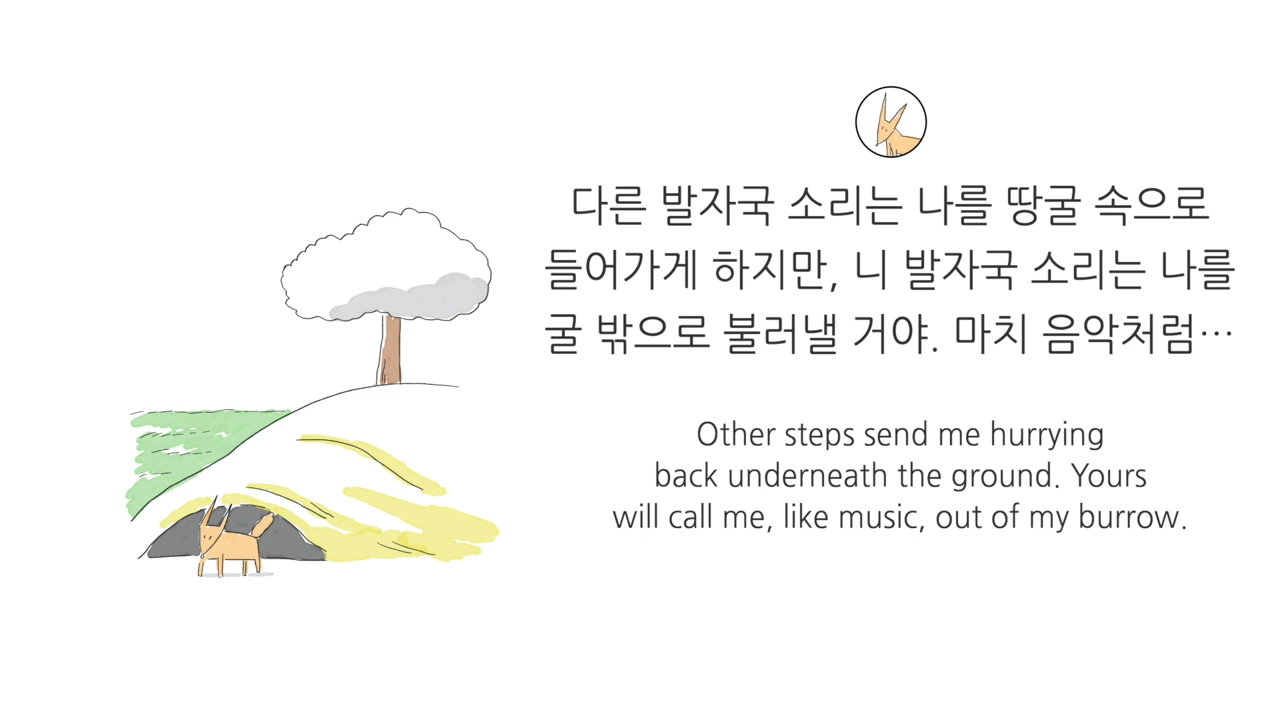 다른 발자국 소리는 나를 땅굴 속으로
들어가게 하지만, 니 발자국 소리는 나를
굴 밖으로 불러낼 거야. 마치 음악처럼…
Other steps send me hurrying
back underneath the ground. Yours
will call me, like music, out of my burrow.